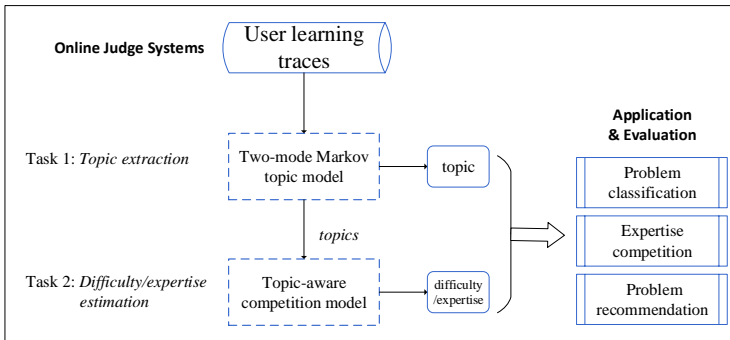 Online Judge Systems
User learning
traces
Task 1: Topic extraction
Two-mode Markov
topic model
topic
topics
Task 2: Difficulty/expertise
estimation
Topic-aware
competition model
difficulty
/expertise
Application
& Evaluation
Problem
classification
Expertise
competition
Problem
recommendation